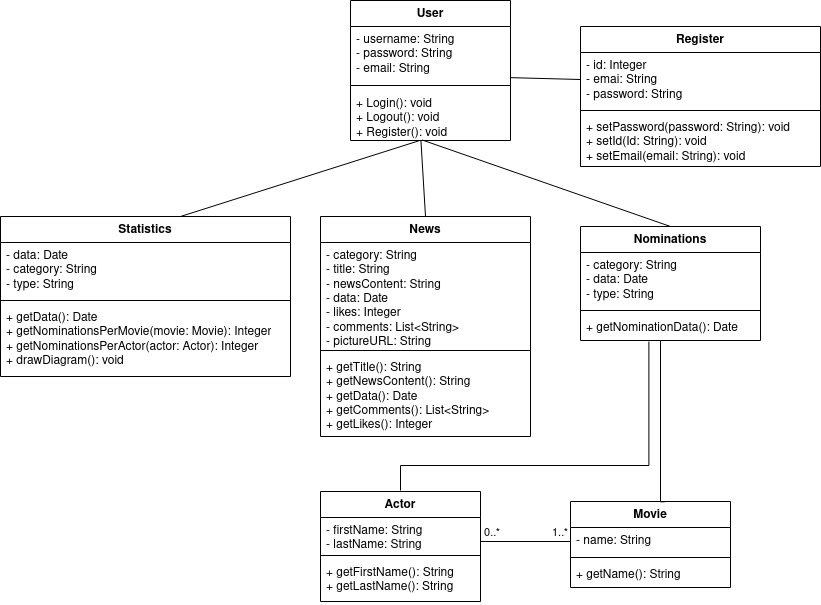 User
- username: String
- password: String
- email: String
+ Login(): void
+ Logout(): void
+ Register(): void
Register
- id: Integer
- emai: String
- password: String
+ setPassword(password: String): void
+ setId(Id: String): void
+ setEmail(email: String): void
Statistics
- data: Date
- category: String
- type: String
+ getData(): Date
+ getNominationsPerMovie(movie: Movie): Integer
+ getNominationsPerActor(actor: Actor): Integer
+ drawDiagram(): void
News
- category: String
- title: String
- newsContent: String
- data: Date
- likes: Integer
- comments: List<String>
- pictureURL: String
+ getTitle(): String
+ getNewsContent(): String
+ getData(): Date
+ getComments(): List<String>
+ getLikes(): Integer
Nominations
- category: String
- data: Date
- type: String
+ getNominationData(): Date
Actor
- firstName: String
- lastName: String
+ getFirstName(): String
+ getLastName(): String
0..*
1..*
Movie
- name: String
+ getName(): String